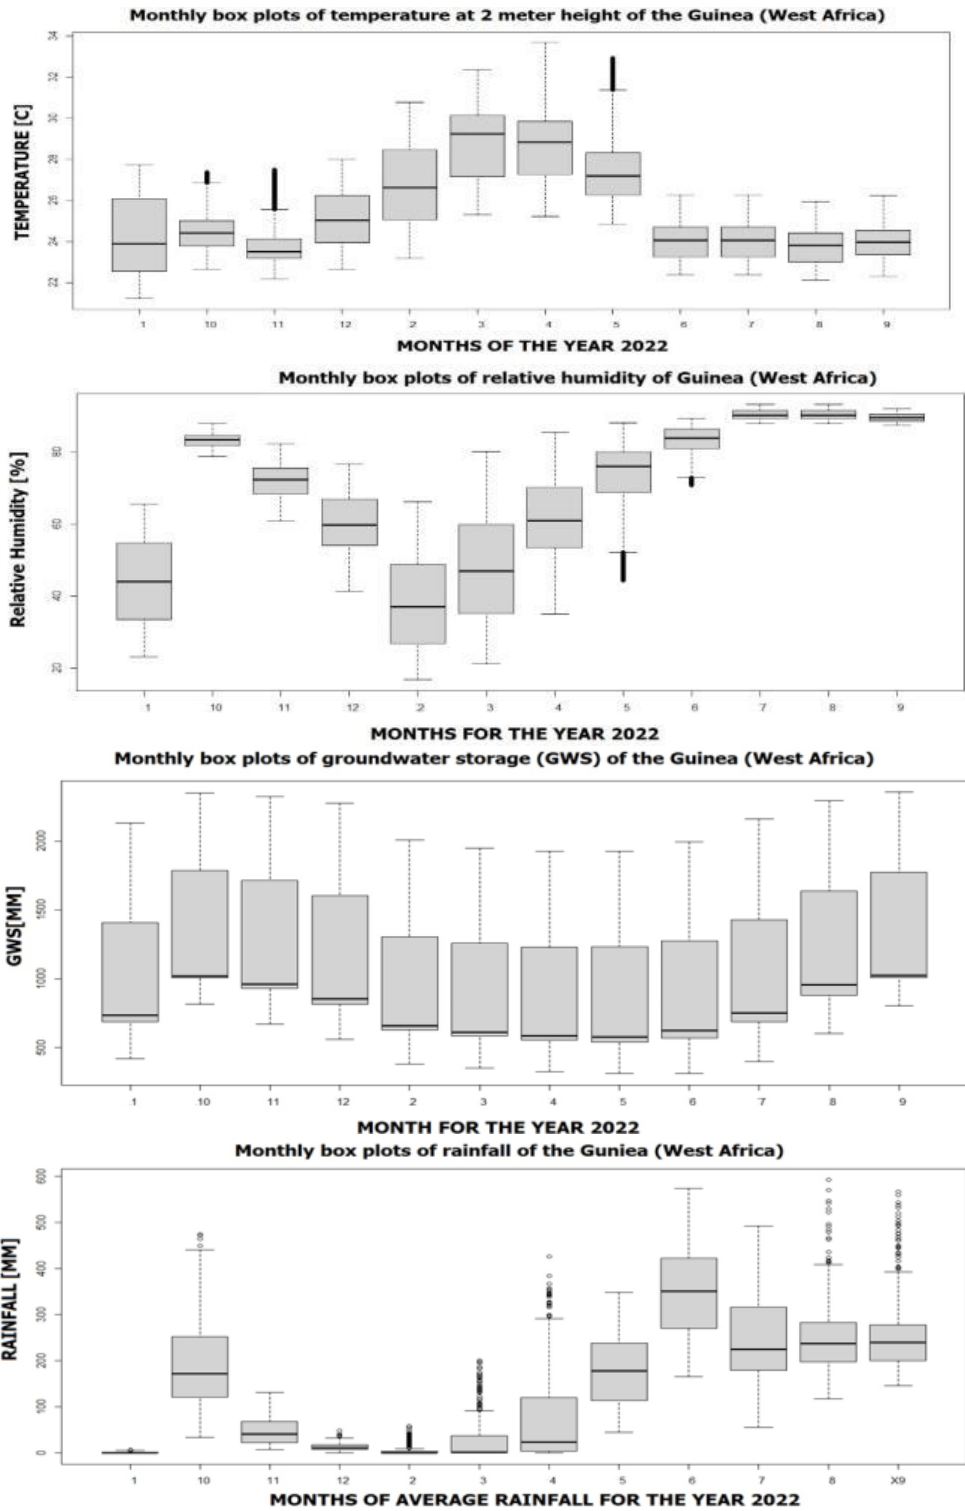 Monthly box plots of temperature at 2 meter height of the Guinea (West Africa)
TEMPERATURE [C]
34
32
30
28
26
24
22
1 10 11 12 2 3 4 5 6 7 8 9
MONTHS OF THE YEAR 2022
Monthly box plots of relative humidity of Guinea (West Africa)
Relative Humidity [%]
80
60
40
20
1 10 11 12 2 3 4 5 6 7 8 9
MONTHS FOR THE YEAR 2022
Monthly box plots of groundwater storage (GWS) of the Guinea (West Africa)
GWS[MM]
2000
1500
1000
500
1 10 11 12 2 3 4 5 6 7 8 9
MONTH FOR THE YEAR 2022
Monthly box plots of rainfall of the Guniea (West Africa)
RAINFALL [MM]
600
500
400
300
200
100
0
1 10 11 12 2 3 4 5 6 7 8 X9
MONTHS OF AVERAGE RAINFALL FOR THE YEAR 2022